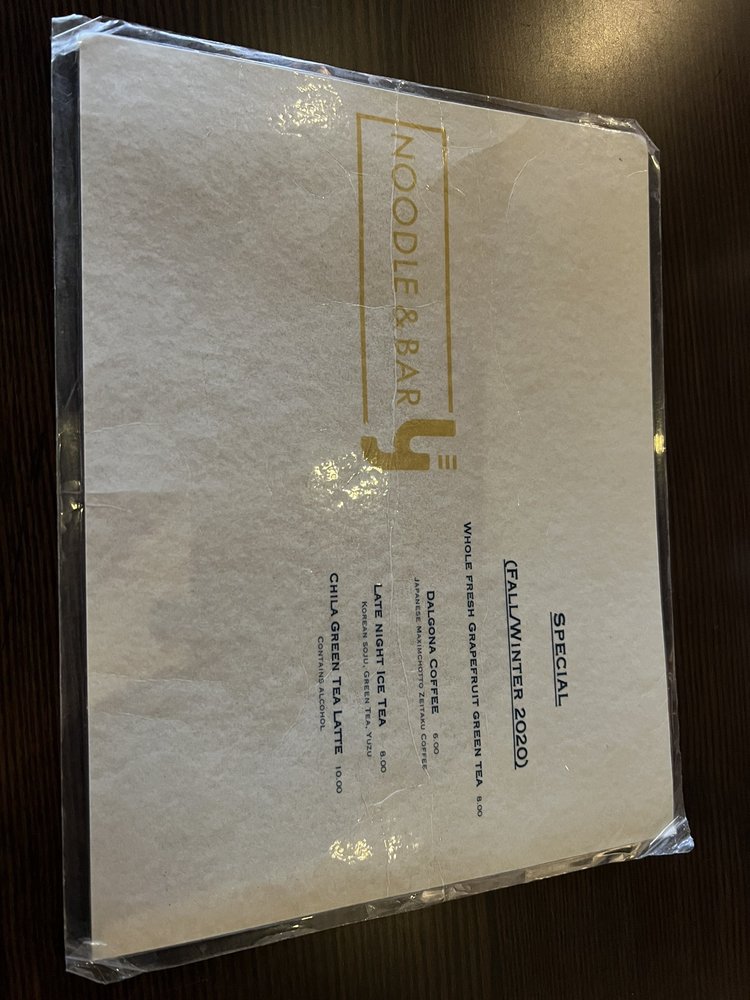 NOODLE & BAR
y
SPECIAL
(FALL/WINTER 2020)
WHOLE FRESH GRAPEFRUIT GREEN TEA 8.00
DALGONA COFFEE 6.00
JAPANESE MAXIMCHOTTO ZEITAKU COFFEE
LATE NIGHT ICE TEA 8.00
KOREAN SOJU, GREEN TEA, YUZU
CHILA GREEN TEA LATTE 10.00
CONTAINS ALCOHOL